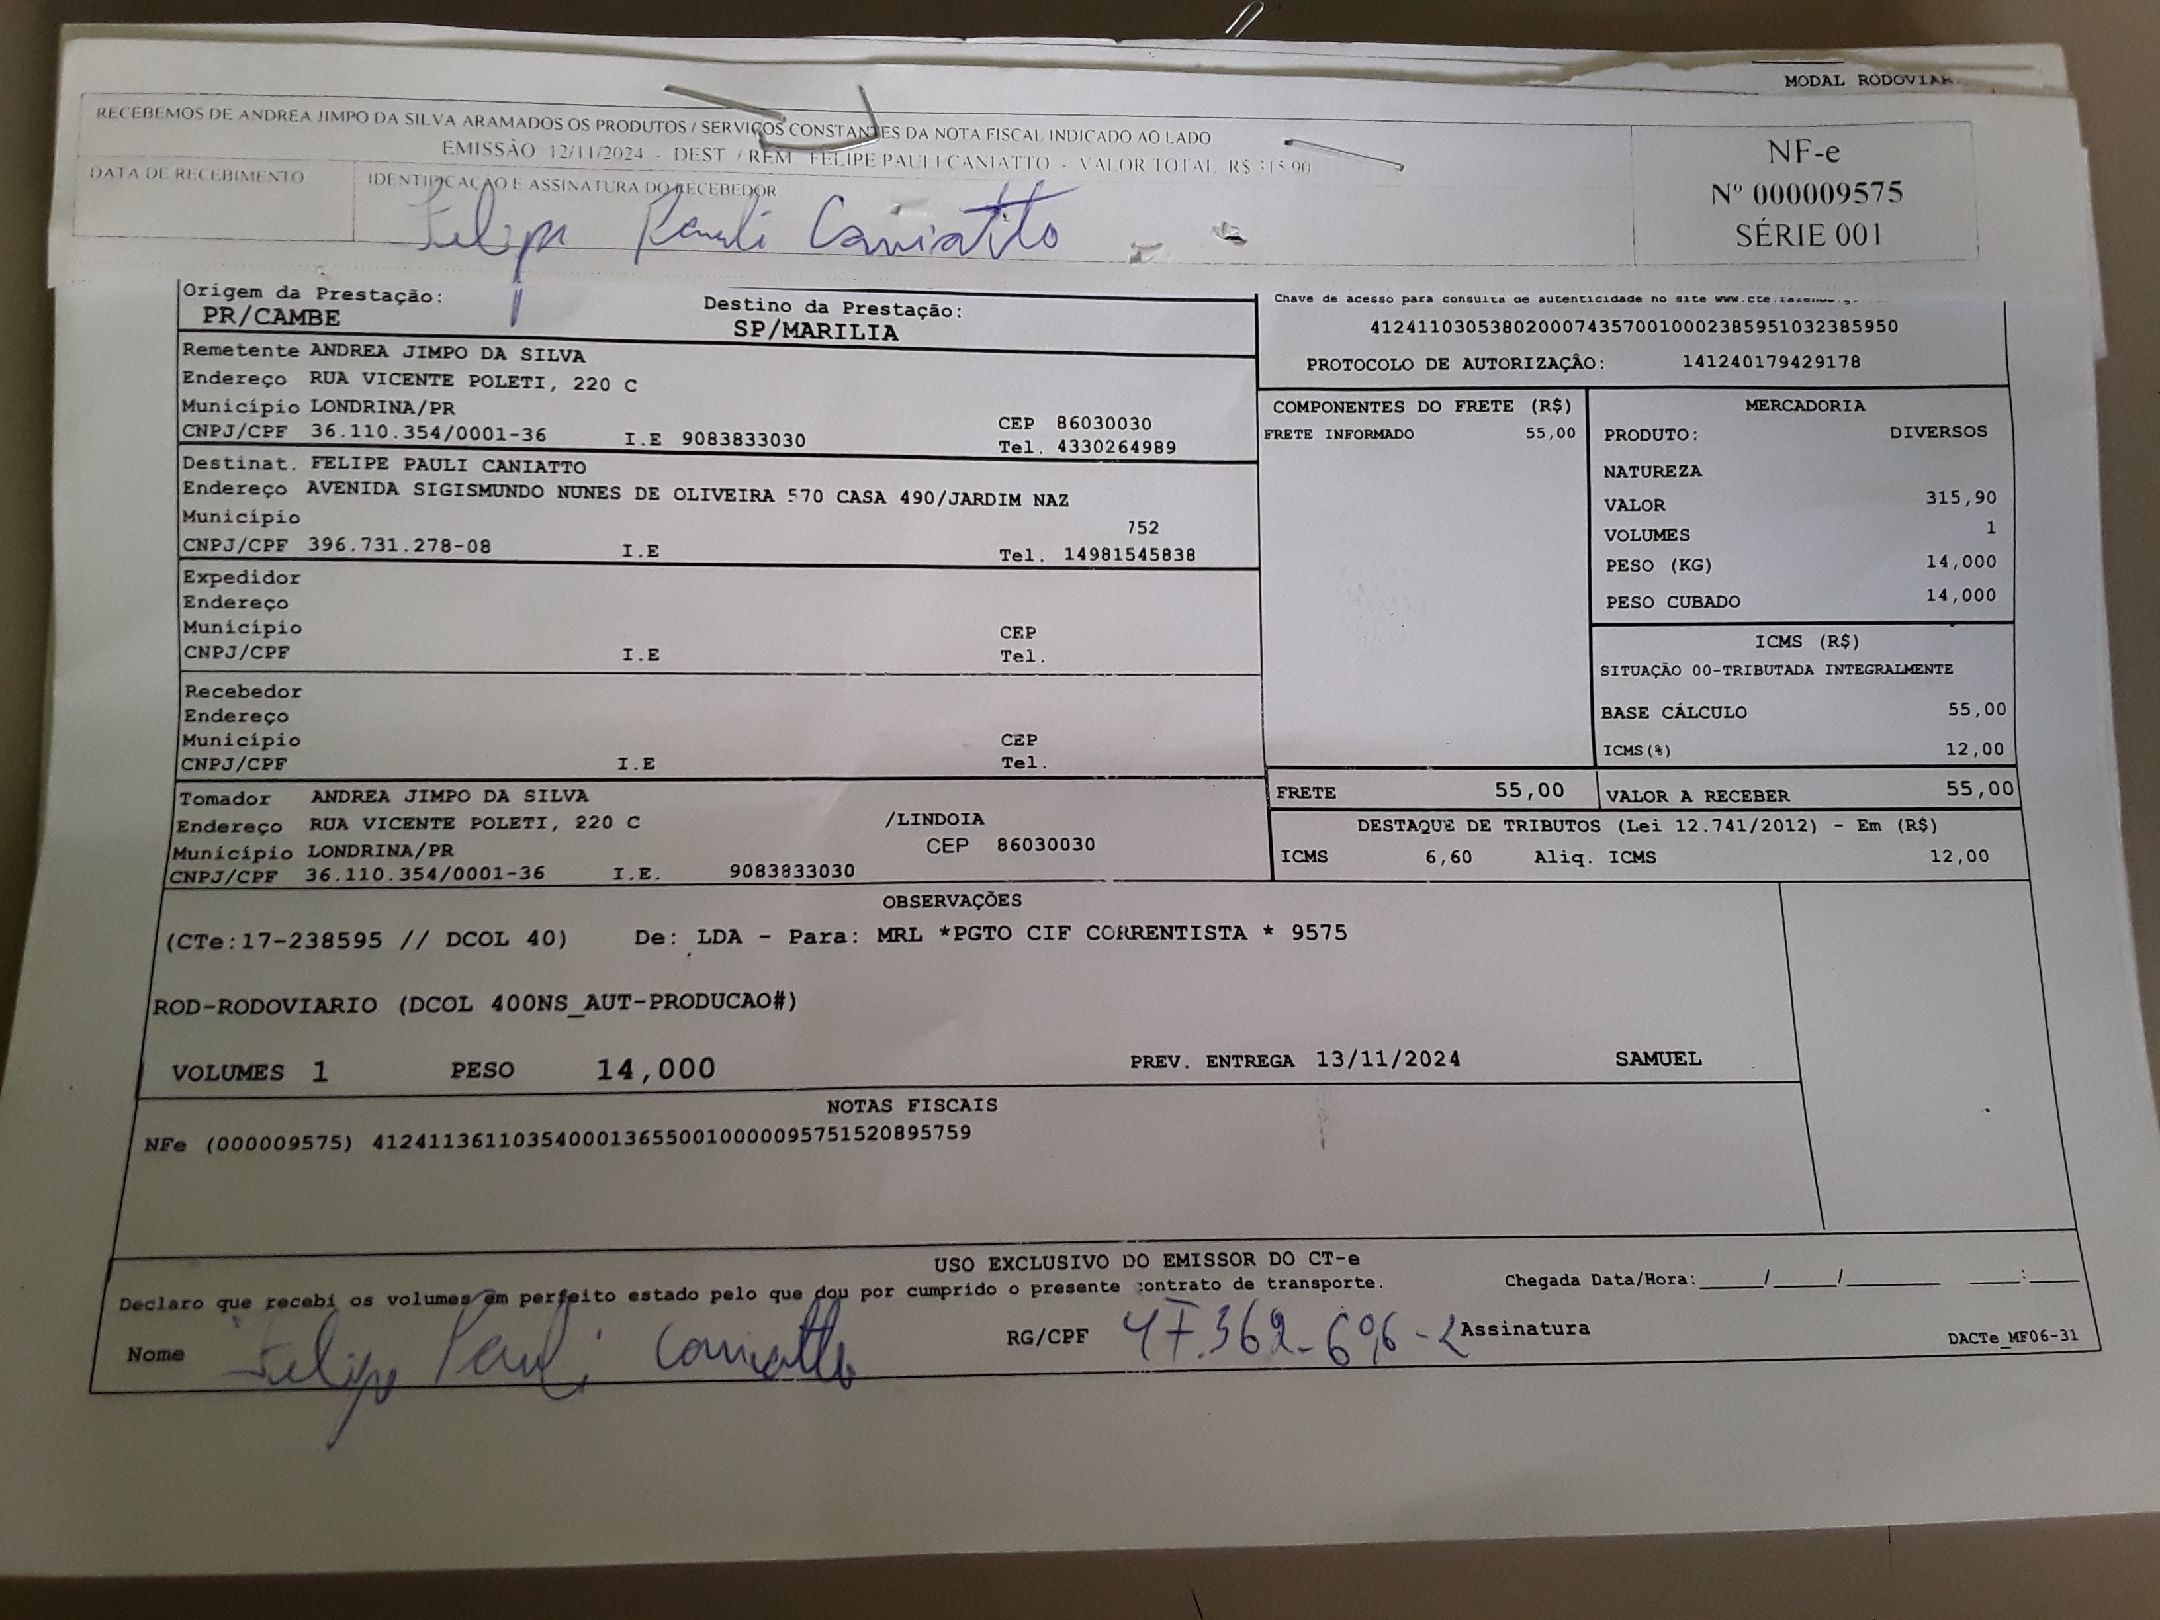 MODAL RODOVIAR
RECEBEMOS DE ANDREA JIMPO DA SILVA ARAMADOS OS PRODUTOS / SERVIÇOS CONSTANTES DA NOTA FISCAL INDICADO AO LADO
EMISSÃO 12/11/2024 - DEST / REM FELIPE PAULI CANIATTO - VALOR TOTAL R$ 315,90
DATA DE RECEBIMENTO
IDENTIFICAÇÃO E ASSINATURA DO RECEBEDOR
Felipe Pauli Caniatto
NF-e
Nº 000009575
SÉRIE 001
Origem da Prestação:
PR/CAMBE
Destino da Prestação:
SP/MARILIA
Chave de acesso para consulta de autenticidade no site
41241103053802000743570010002385951032385950
PROTOCOLO DE AUTORIZAÇÃO: 141240179429178
Remetente ANDREA JIMPO DA SILVA
Endereço RUA VICENTE POLETI, 220 C
Município LONDRINA/PR CEP 86030030
CNPJ/CPF 36.110.354/0001-36 I.E 9083833030 Tel. 4330264989
Destinat. FELIPE PAULI CANIATTO
Endereço AVENIDA SIGISMUNDO NUNES DE OLIVEIRA 570 CASA 490/JARDIM NAZ
Município 752
CNPJ/CPF 396.731.278-08 I.E Tel. 14981545838
Expedidor
Endereço
Município CEP
CNPJ/CPF I.E Tel.
Recebedor
Endereço
Município CEP
CNPJ/CPF I.E Tel.
Tomador ANDREA JIMPO DA SILVA
Endereço RUA VICENTE POLETI, 220 C /LINDOIA
Município LONDRINA/PR CEP 86030030
CNPJ/CPF 36.110.354/0001-36 I.E. 9083833030
COMPONENTES DO FRETE (R$)
FRETE INFORMADO 55,00
MERCADORIA
PRODUTO: DIVERSOS
NATUREZA
VALOR 315,90
VOLUMES 1
PESO (KG) 14,000
PESO CUBADO 14,000
ICMS (R$)
SITUAÇÃO 00-TRIBUTADA INTEGRALMENTE
BASE CÁLCULO 55,00
ICMS(%) 12,00
FRETE 55,00 VALOR A RECEBER 55,00
DESTAQUE DE TRIBUTOS (Lei 12.741/2012) - Em (R$)
ICMS 6,60 Aliq. ICMS 12,00
OBSERVAÇÕES
(CTe:17-238595 // DCOL 40) De: LDA - Para: MRL *PGTO CIF CORRENTISTA * 9575
ROD-RODOVIARIO (DCOL 400NS_AUT-PRODUCAO#)
VOLUMES 1 PESO 14,000 PREV. ENTREGA 13/11/2024 SAMUEL
NOTAS FISCAIS
NFe (000009575) 41241136110354000136550010000095751520895759
USO EXCLUSIVO DO EMISSOR DO CT-e
Declaro que recebi os volumes em perfeito estado pelo que dou por cumprido o presente contrato de transporte. Chegada Data/Hora:_____/_____/_______ ____:____
Nome Felipe Pauli Caniatto RG/CPF 47.362-696-2 Assinatura DACTe_MF06-31